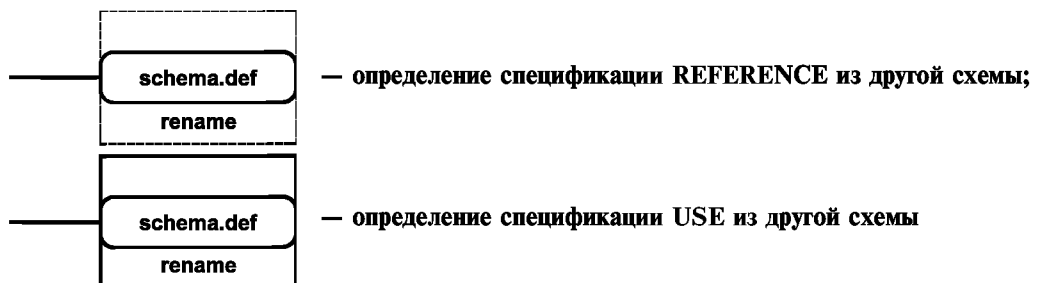 schema.def — определение спецификации REFERENCE из другой схемы;
rename
schema.def — определение спецификации USE из другой схемы
rename